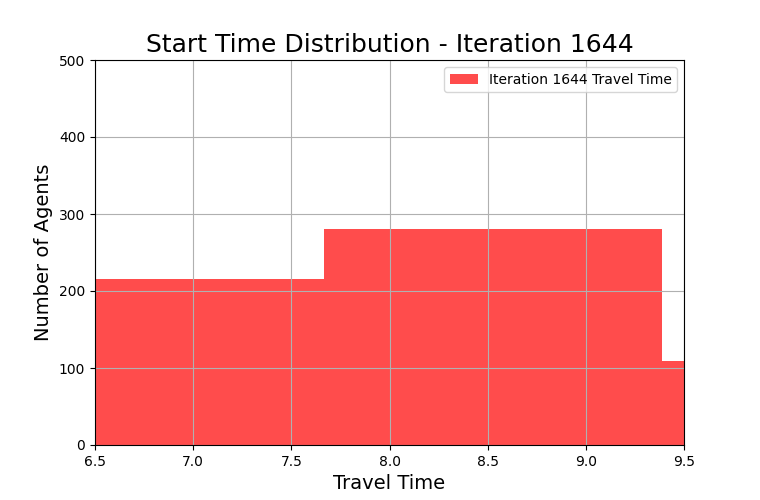 Start Time Distribution - Iteration 1644
Iteration 1644 Travel Time
Number of Agents
500
400
300
200
100
0
6.5 7.0 7.5 8.0 8.5 9.0 9.5
Travel Time